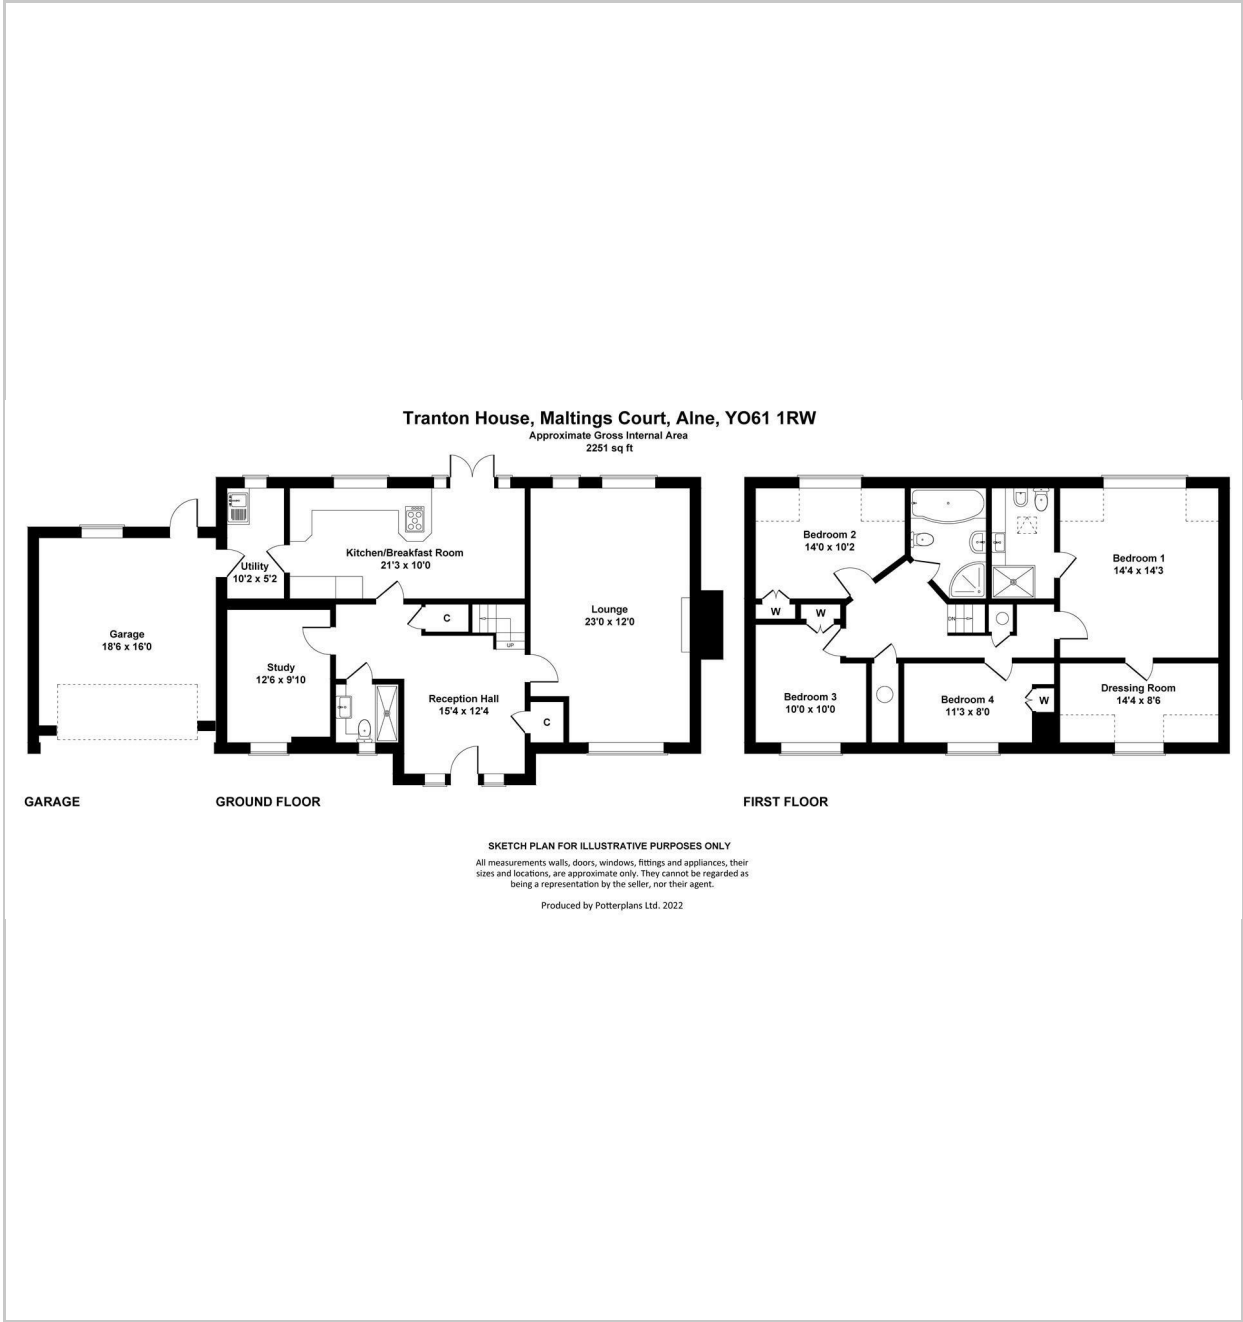 Tranton House, Maltings Court, Alne, YO61 1RW
Approximate Gross Internal Area
2251 sq ft
Utility
10'2 x 5'2
Kitchen/Breakfast Room
21'3 x 10'0
Lounge
23'0 x 12'0
Garage
18'6 x 16'0
Study
12'6 x 9'10
C
UP
Reception Hall
15'4 x 12'4
C
Bedroom 2
14'0 x 10'2
Bedroom 1
14'4 x 14'3
W
W
DN
Bedroom 3
10'0 x 10'0
Bedroom 4
11'3 x 8'0
W
Dressing Room
14'4 x 8'6
GARAGE
GROUND FLOOR
FIRST FLOOR
SKETCH PLAN FOR ILLUSTRATIVE PURPOSES ONLY
All measurements walls, doors, windows, fittings and appliances, their
sizes and locations, are approximate only. They cannot be regarded as
being a representation by the seller, nor their agent.
Produced by Potterplans Ltd. 2022